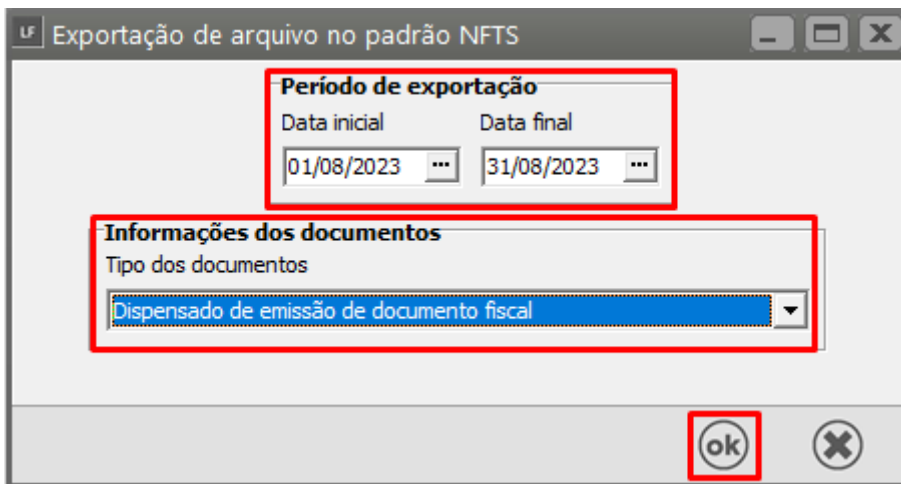 LF Exportação de arquivo no padrão NFTS
Período de exportação
Data inicial Data final
01/08/2023 ... 31/08/2023 ...
Informações dos documentos
Tipo dos documentos
Dispensado de emissão de documento fiscal
ok